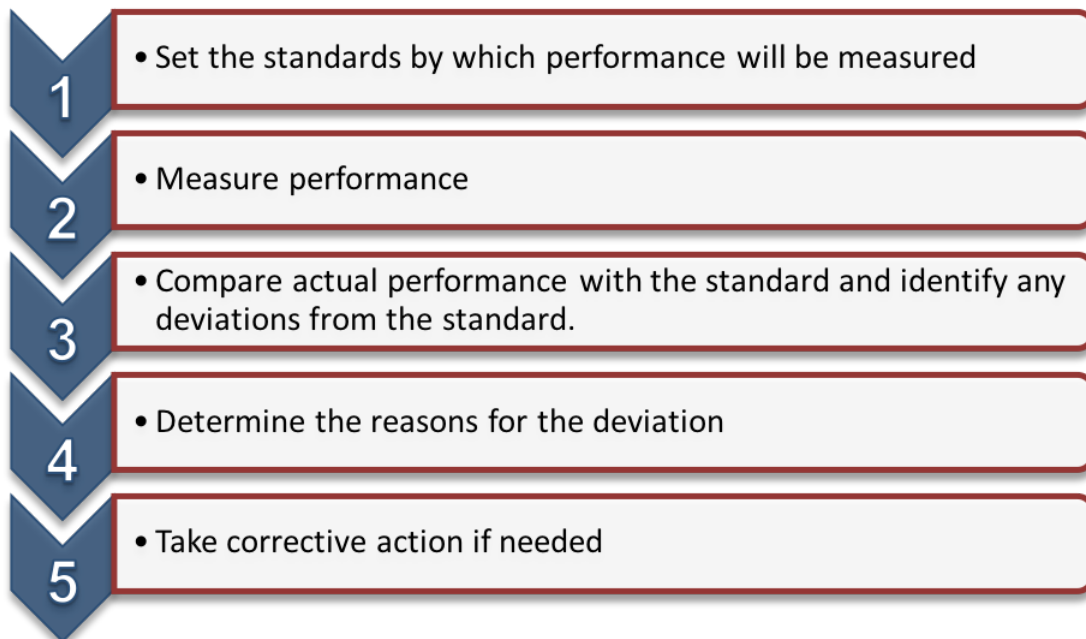 1
• Set the standards by which performance will be measured
2
• Measure performance
3
• Compare actual performance with the standard and identify any
deviations from the standard.
4
• Determine the reasons for the deviation
5
• Take corrective action if needed